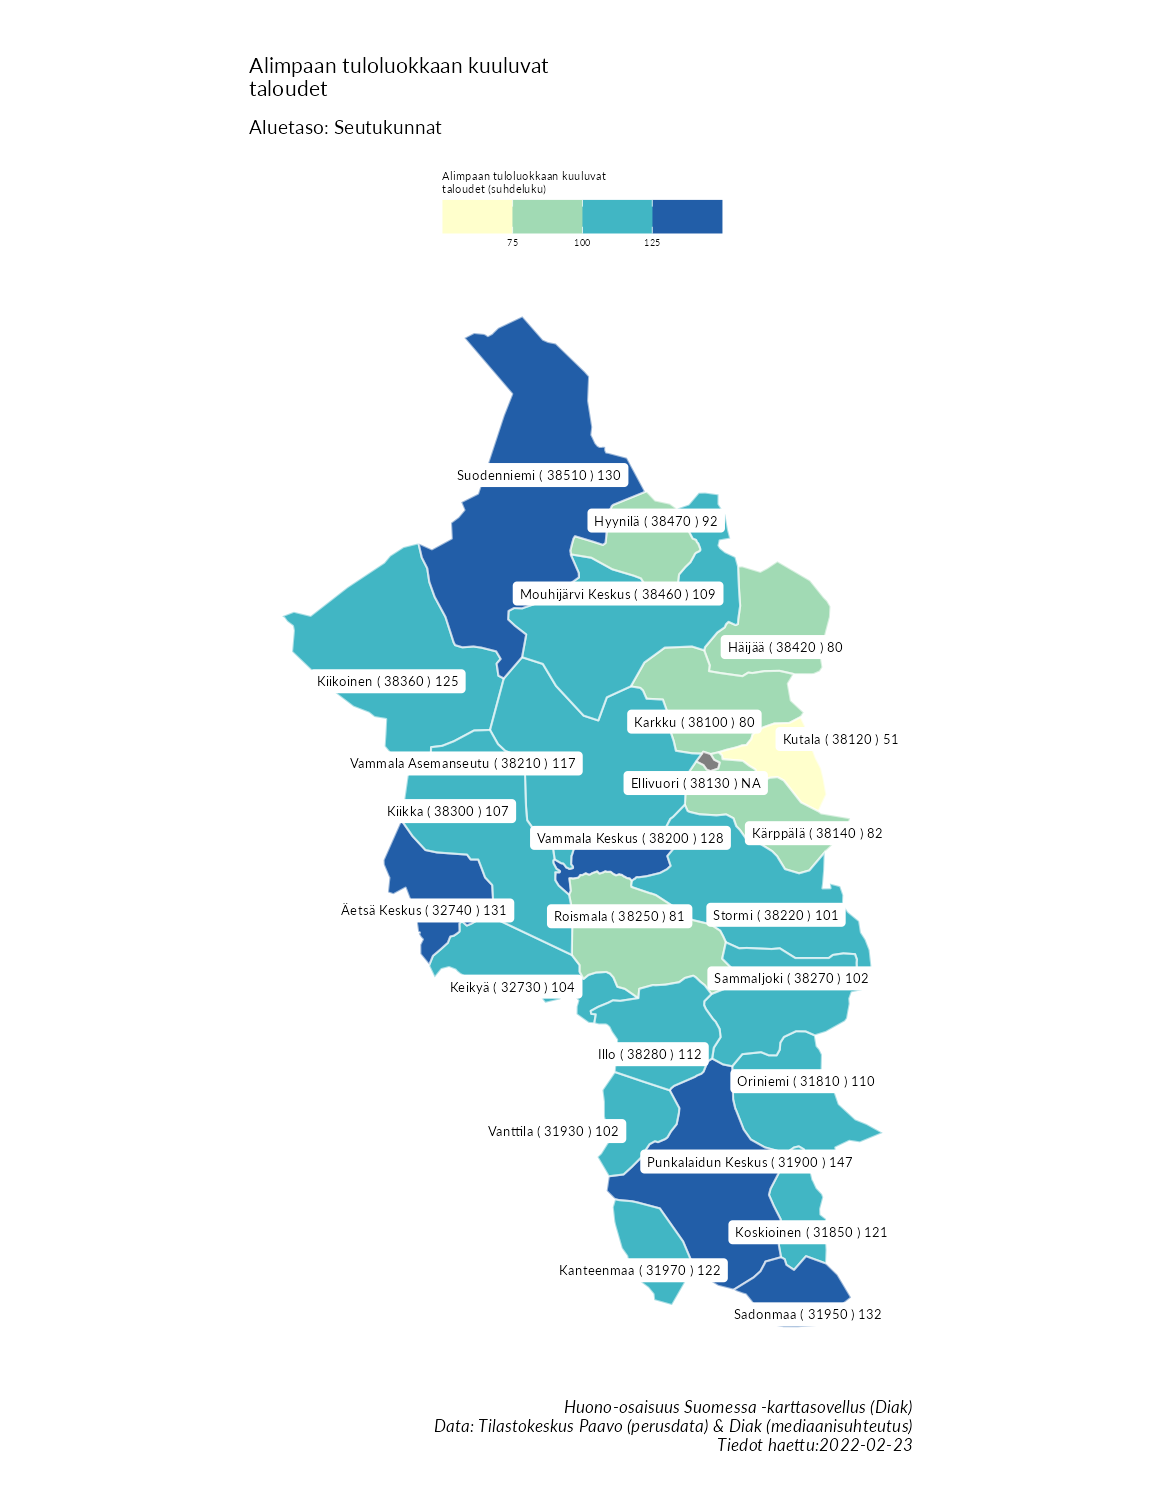 Alimpaan tuloluokkaan kuuluvat
taloudet
Aluetaso: Seutukunnat
Alimpaan tuloluokkaan kuuluvat
taloudet (suhdeluku)
75 100 125
Suodenniemi ( 38510 ) 130
Hyynilä ( 38470 ) 92
Mouhijärvi Keskus ( 38460 ) 109
Häijää ( 38420 ) 80
Kiikoinen ( 38360 ) 125
Karkku ( 38100 ) 80
Kutala ( 38120 ) 51
Vammala Asemanseutu ( 38210 ) 117
Ellivuori ( 38130 ) NA
Kiikka ( 38300 ) 107
Kärppälä ( 38140 ) 82
Vammala Keskus ( 38200 ) 128
Äetsä Keskus ( 32740 ) 131
Roismala ( 38250 ) 81
Stormi ( 38220 ) 101
Sammaljoki ( 38270 ) 102
Keikyä ( 32730 ) 104
Illo ( 38280 ) 112
Oriniemi ( 31810 ) 110
Vanttila ( 31930 ) 102
Punkalaidun Keskus ( 31900 ) 147
Koskioinen ( 31850 ) 121
Kanteenmaa ( 31970 ) 122
Sadonmaa ( 31950 ) 132
Huono-osaisuus Suomessa -karttasovellus (Diak)
Data: Tilastokeskus Paavo (perusdata) & Diak (mediaanisuhteutus)
Tiedot haettu:2022-02-23